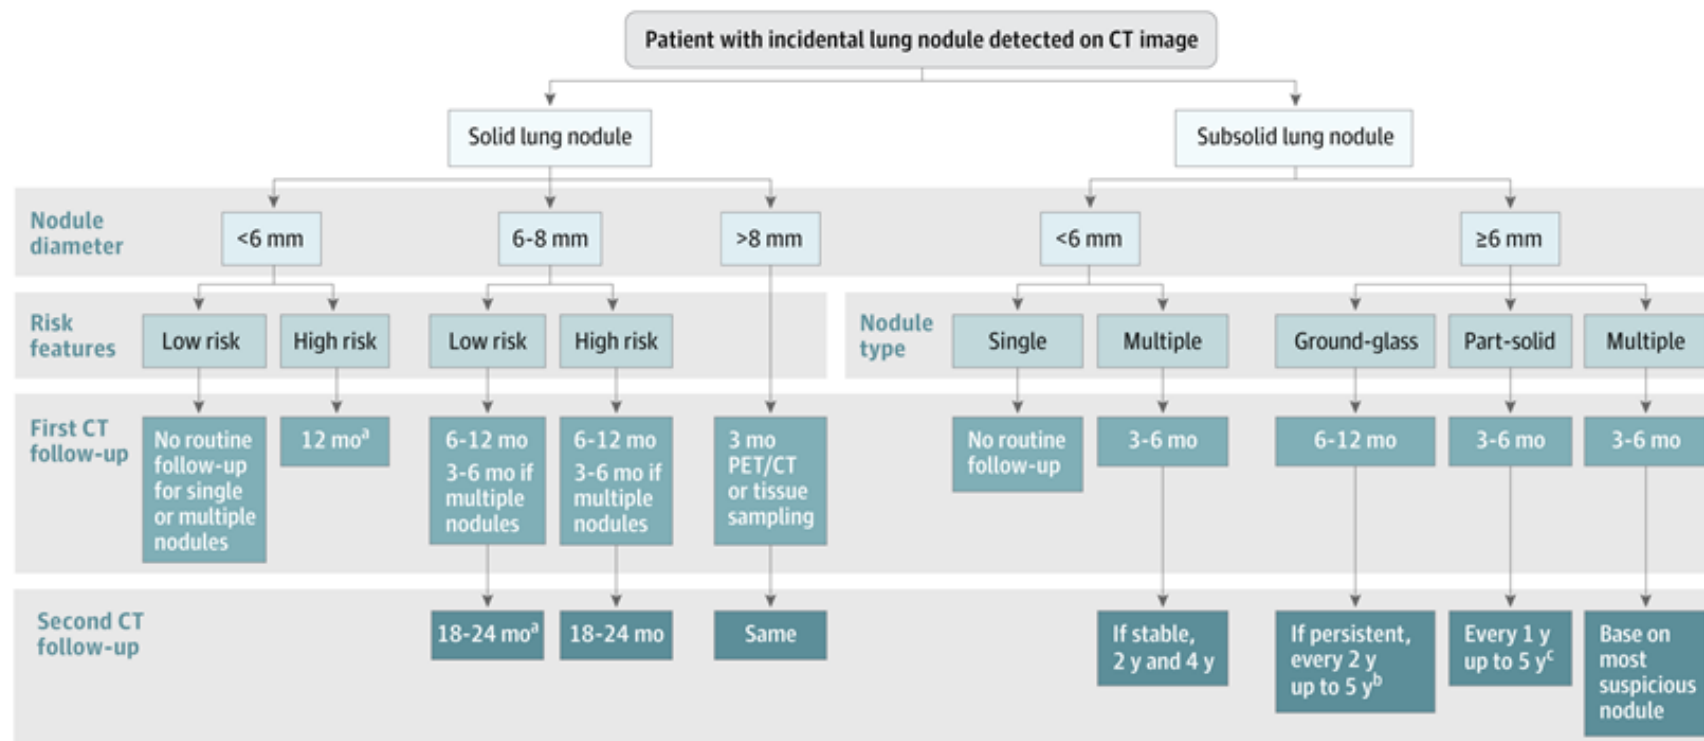 Patient with incidental lung nodule detected on CT image
Solid lung nodule
Subsolid lung nodule
Nodule
diameter
<6 mm
6-8 mm
>8 mm
<6 mm
≥6 mm
Risk
features
Low risk
High risk
Low risk
High risk
Nodule
type
Single
Multiple
Ground-glass
Part-solid
Multiple
First CT
follow-up
No routine
follow-up
for single
or multiple
nodules
12 moᵃ
6-12 mo
3-6 mo if
multiple
nodules
6-12 mo
3-6 mo if
multiple
nodules
3 mo
PET/CT
or tissue
sampling
No routine
follow-up
3-6 mo
6-12 mo
3-6 mo
3-6 mo
Second CT
follow-up
18-24 moᵃ
18-24 mo
Same
If stable,
2 y and 4 y
If persistent,
every 2 y
up to 5 yᵇ
Every 1 y
up to 5 yᶜ
Base on
most
suspicious
nodule